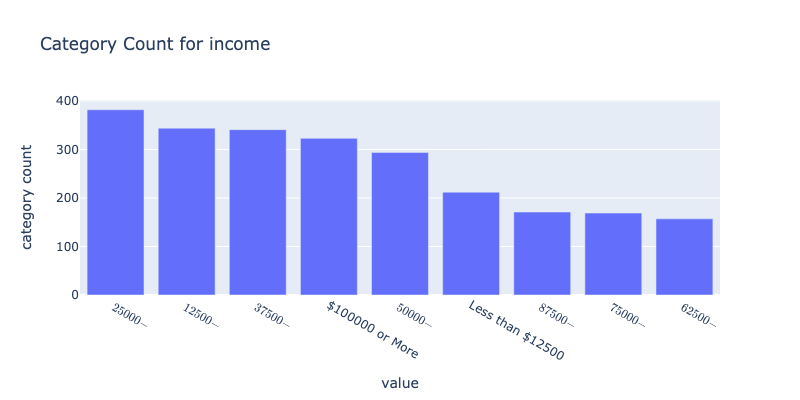 Category Count for income
category count
400
300
200
100
0
25000−
12500−
37500−
$100000 or More
50000−
Less than $12500
87500−
75000−
62500−
value